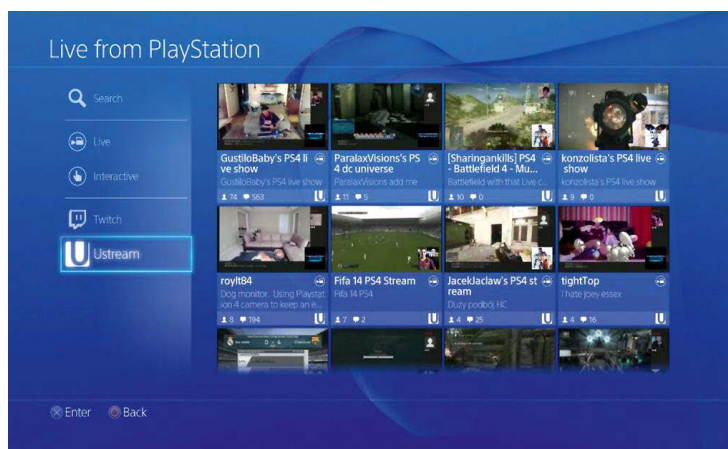 Live from PlayStation
Search
Live
Interactive
Twitch
Ustream
GustiloBaby's PS4 li
ve show
GustiloBaby's PS4 live show
74 563
ParalaxVisions's PS
4 dc universe
ParalaxVisions add me
11 5
[Sharingankills] PS4
- Battlefield 4 - Mu...
Battlefield with that Live c...
10 0
konzolista's PS4 live
show
konzolista's PS4 live show
9 0
roylt84
Dog monitor. Using Playstat
ion 4 camera to keep an e...
8 194
Fifa 14 PS4 Stream
Fifa 14 PS4
7 2
JacekJaclaw's PS4 st
ream
Duży podbój HC
4 25
tightTop
I hate joey essex
4 16
0 - 4
Enter Back